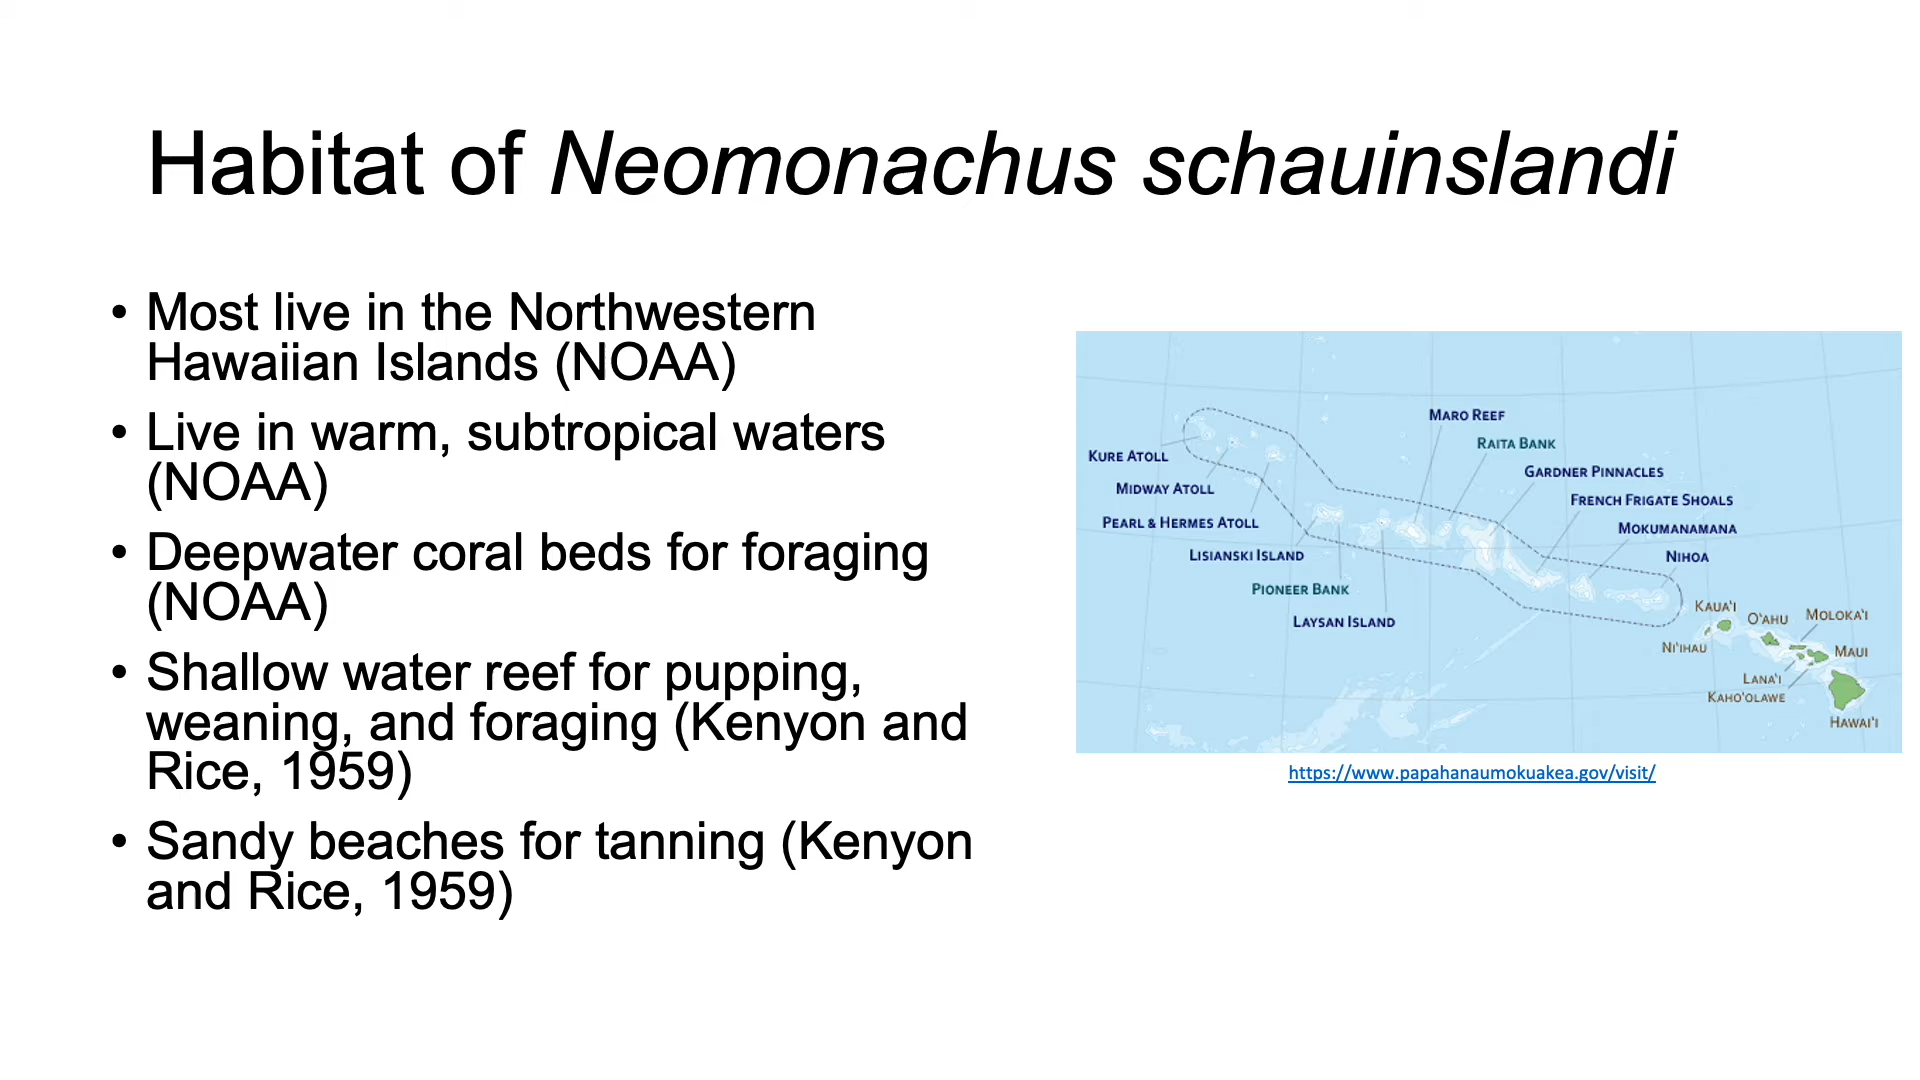 Habitat of Neomonachus schauinslandi
• Most live in the Northwestern
Hawaiian Islands (NOAA)
• Live in warm, subtropical waters
(NOAA)
• Deepwater coral beds for foraging
(NOAA)
• Shallow water reef for pupping,
weaning, and foraging (Kenyon and
Rice, 1959)
• Sandy beaches for tanning (Kenyon
and Rice, 1959)
MARO REEF
RAITA BANK
KURE ATOLL
GARDNER PINNACLES
MIDWAY ATOLL
FRENCH FRIGATE SHOALS
PEARL & HERMES ATOLL
MOKUMANAMANA
LISIANSKI ISLAND
NIHOA
PIONEER BANK
LAYSAN ISLAND
KAUA'I
O'AHU
MOLOKA'I
NI'IHAU
MAUI
LANA'I
KAHO'OLAWE
HAWAI'I
https://www.papahanaumokuakea.gov/visit/